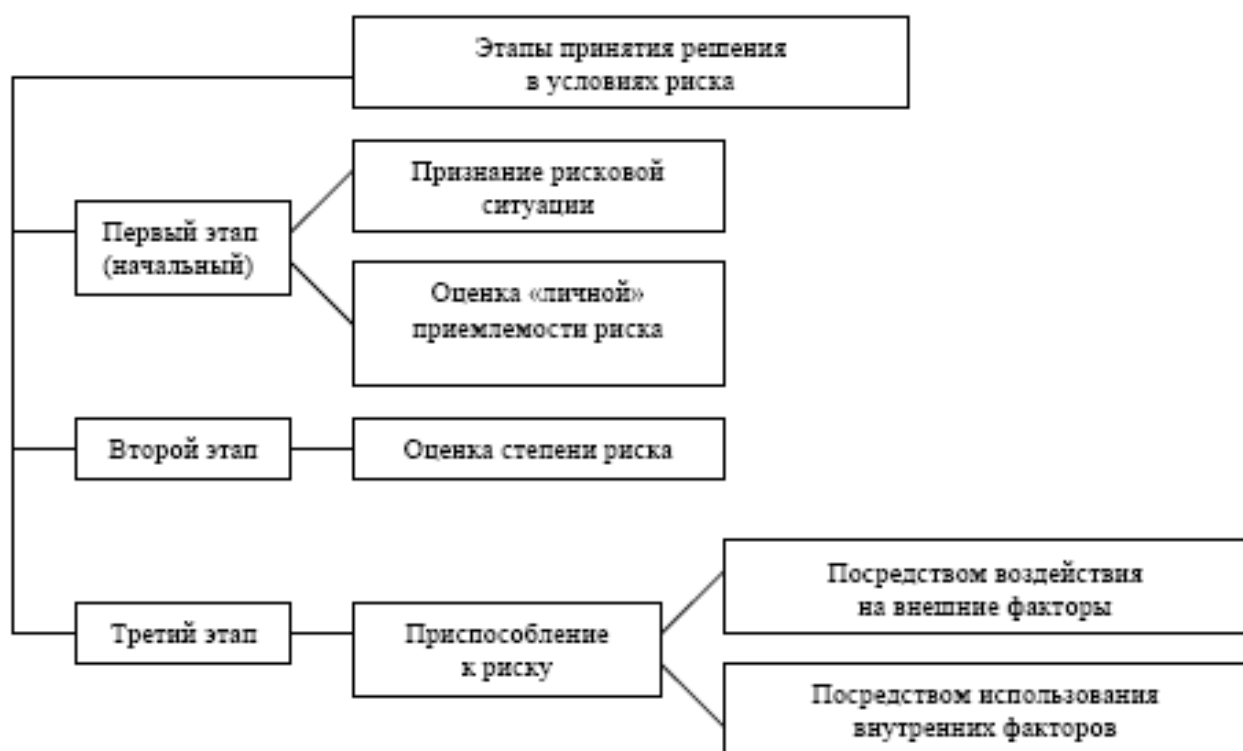 Этапы принятия решения
в условиях риска
Признание рисковой
ситуации
Первый этап
(начальный)
Оценка «личной»
приемлемости риска
Второй этап
Оценка степени риска
Третий этап
Приспособление
к риску
Посредством воздействия
на внешние факторы
Посредством использования
внутренних факторов